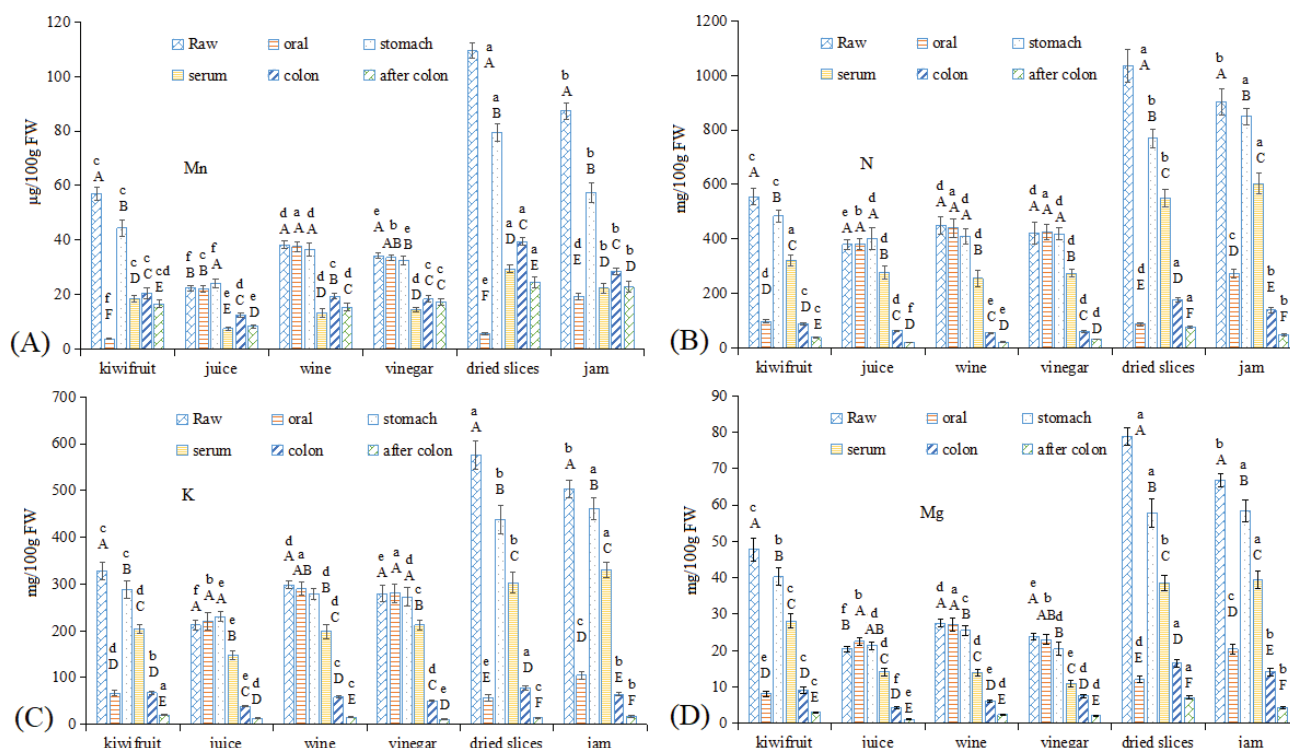 (A)
μg/100g FW
120
100
80
60
40
20
0
Raw oral stomach
serum colon after colon
Mn
c f c c c cd
A F B D C E
f c f e e e
B B A E C D
d a d d c d
A A A D B C
e b e d c c
A AB B D C C
a e a a a a
A F B D C E
b d b b b b
A E B D C D
kiwifruit juice wine vinegar dried slices jam
(B)
mg/100g FW
1200
1000
800
600
400
200
0
Raw oral stomach
serum colon after colon
N
c d c a c c
A D B C D E
e b d d c f
A A A B C D
d a d d e e
A A A B C D
d a d d c d
A A A B C D
a d b b a a
A E B C D E
b c a a b b
A D B C E F
kiwifruit juice wine vinegar dried slices jam
(C)
mg/100g FW
700
600
500
400
300
200
100
0
Raw oral stomach
serum colon after colon
K
c d c d b a
A D B C D E
f b e e e d
A A A B C D
d a d d c c
A AB B C D E
e a d c d e
A A A B C D
a e b b a c
A E B C D F
b c a a b b
A D B C E F
kiwifruit juice wine vinegar dried slices jam
(D)
mg/100g FW
90
80
70
60
50
40
30
20
10
0
Raw oral stomach
serum colon after colon
Mg
c e b c c c
A D B C D E
f b d d f e
B A AB C D E
d a c d d c
A A B C D E
e b d e d d
A AB B C D E
a d a b a a
A E B C D F
b c a a b b
A D B C E F
kiwifruit juice wine vinegar dried slices jam